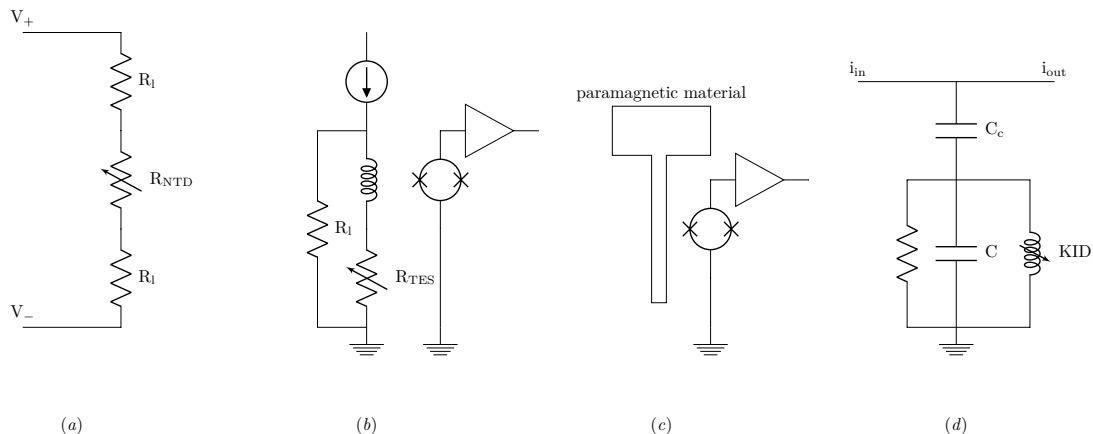 V+
Rl
RNTD
Rl
V−
(a)
Rl
RTES
(b)
paramagnetic material
(c)
iin
iout
Cc
C
KID
(d)